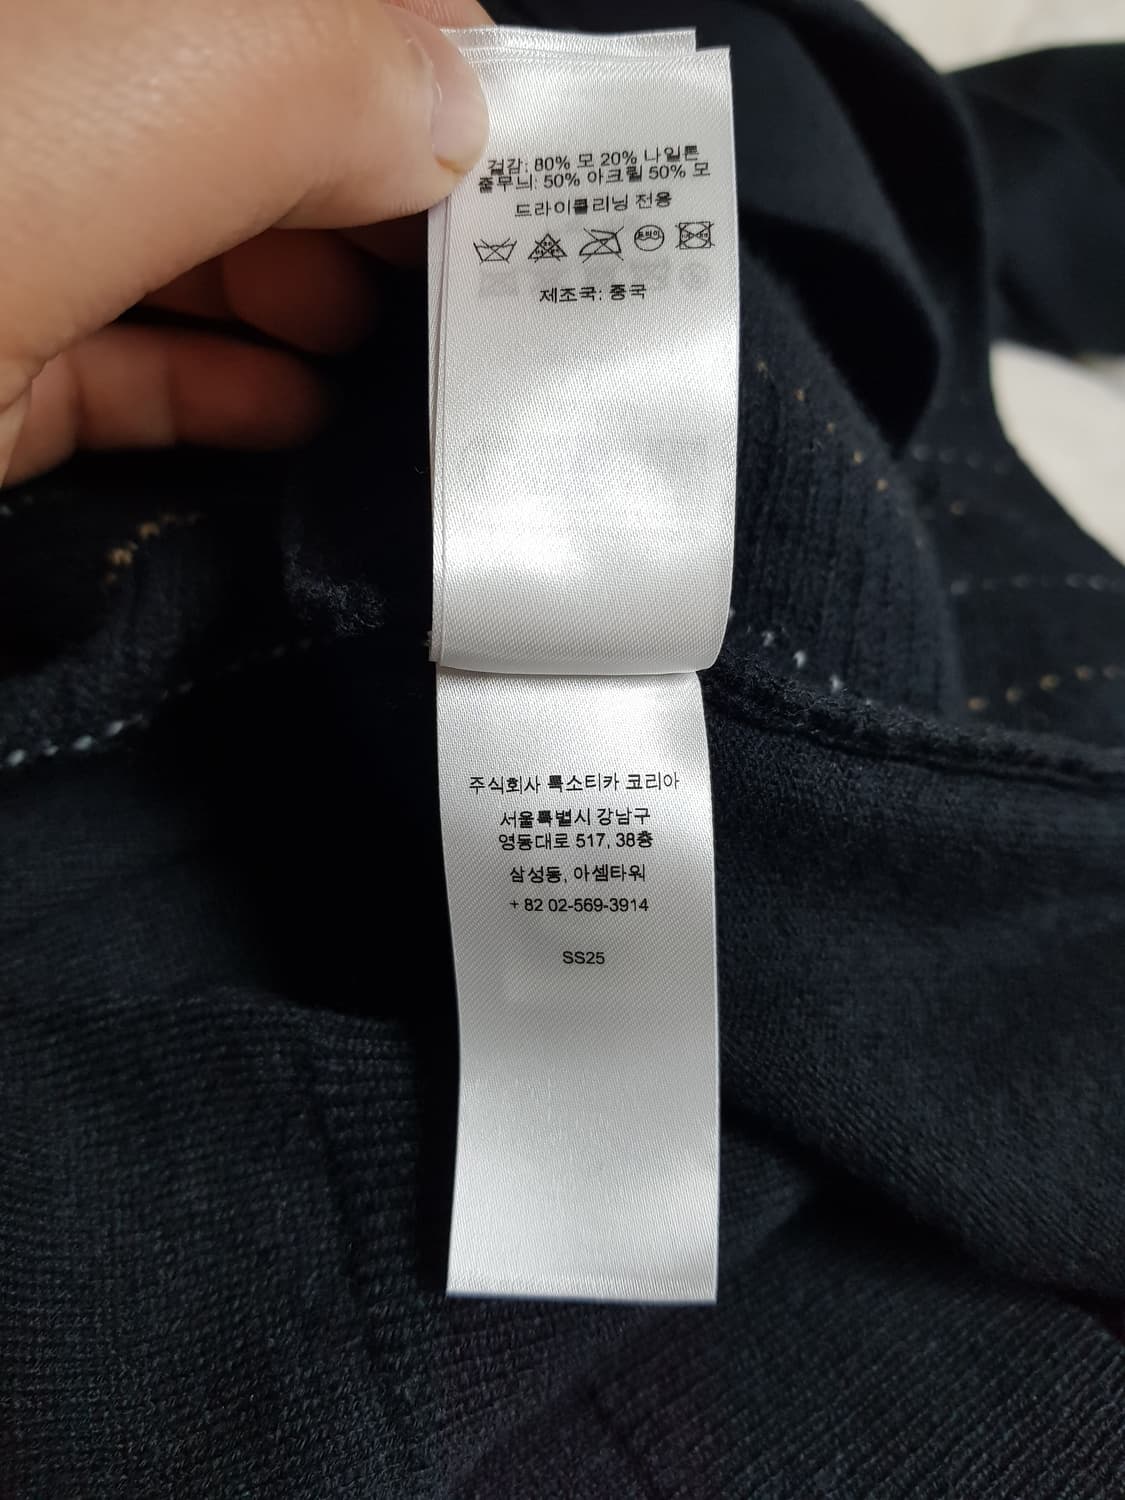 겉감: 80% 모 20% 나일론
줄무늬: 50% 아크릴 50% 모
드라이클리닝 전용
드라이
제조국: 중국
주식회사 룩소티카 코리아
서울특별시 강남구
영동대로 517, 38층
삼성동, 아셈타워
+ 82 02-569-3914
SS25